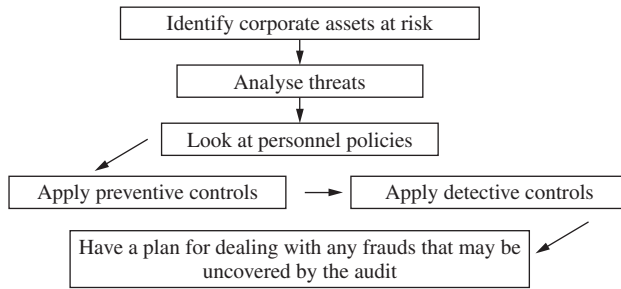 Identify corporate assets at risk
Analyse threats
Look at personnel policies
Apply preventive controls
Apply detective controls
Have a plan for dealing with any frauds that may be
uncovered by the audit